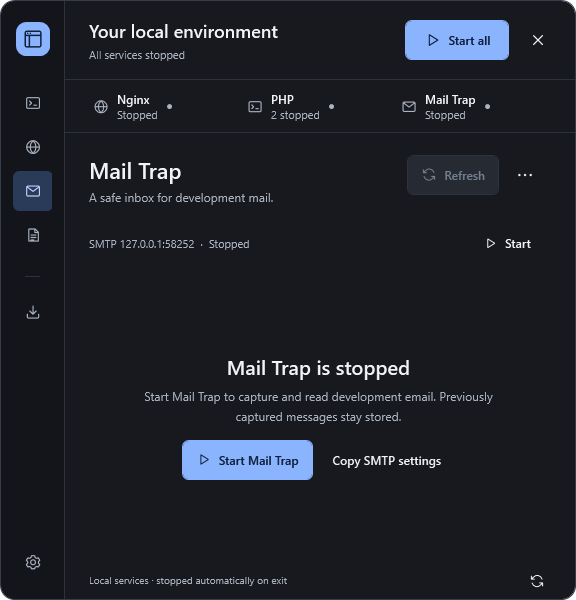 Your local environment
All services stopped
Start all
Nginx
Stopped
PHP
2 stopped
Mail Trap
Stopped
Mail Trap
A safe inbox for development mail.
Refresh
SMTP 127.0.0.1:58252 · Stopped
Start
Mail Trap is stopped
Start Mail Trap to capture and read development email. Previously
captured messages stay stored.
Start Mail Trap
Copy SMTP settings
Local services · stopped automatically on exit